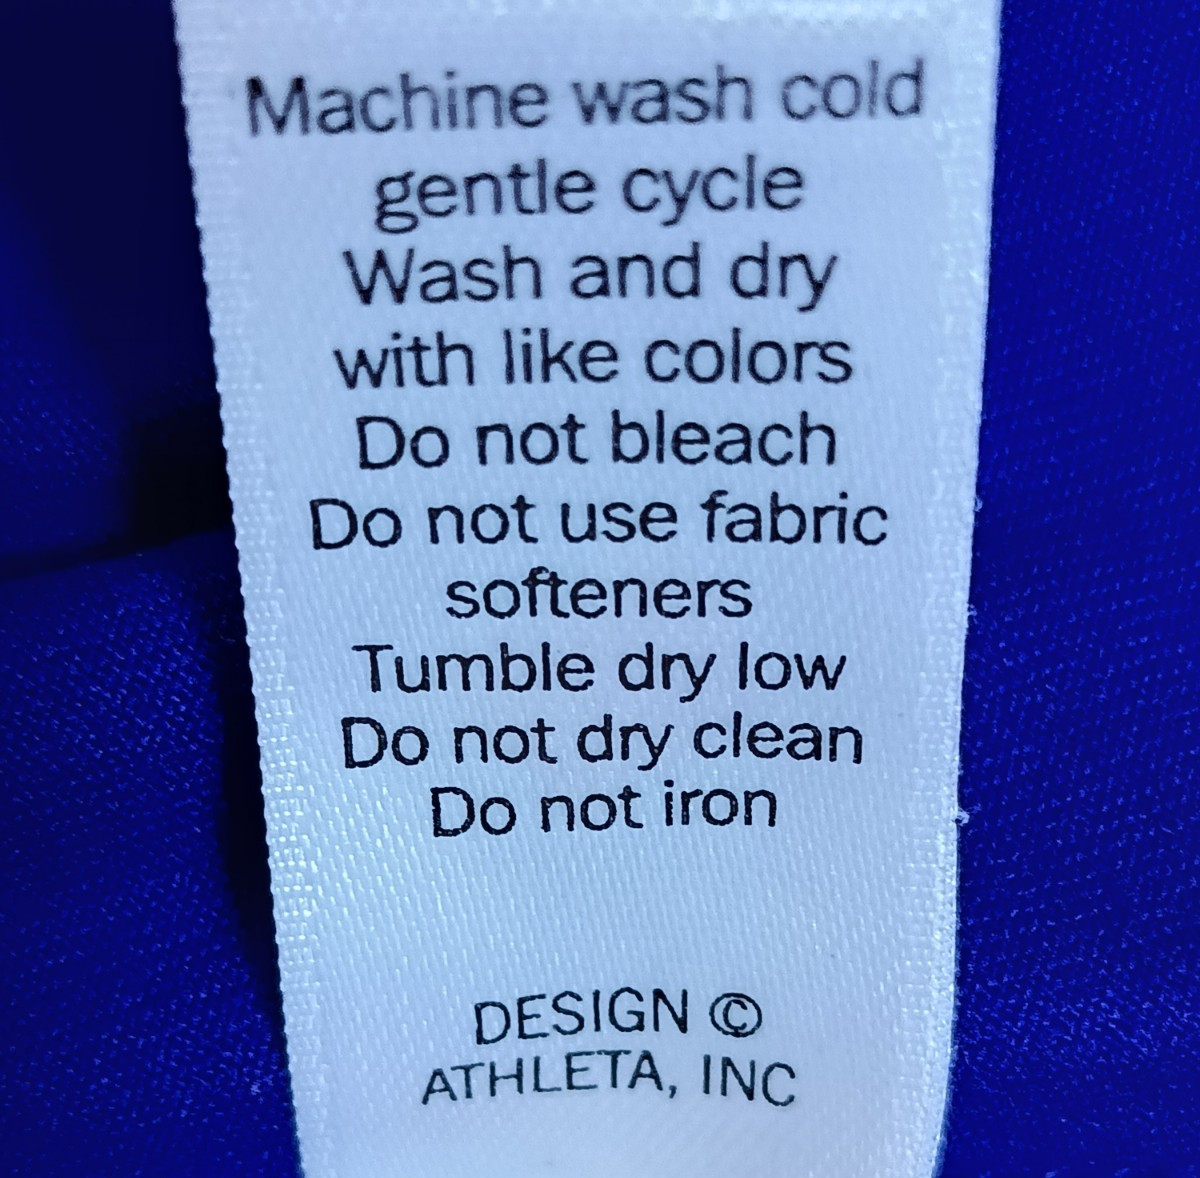 Machine wash cold
gentle cycle
Wash and dry
with like colors
Do not bleach
Do not use fabric
softeners
Tumble dry low
Do not dry clean
Do not iron
DESIGN ©
ATHLETA, INC